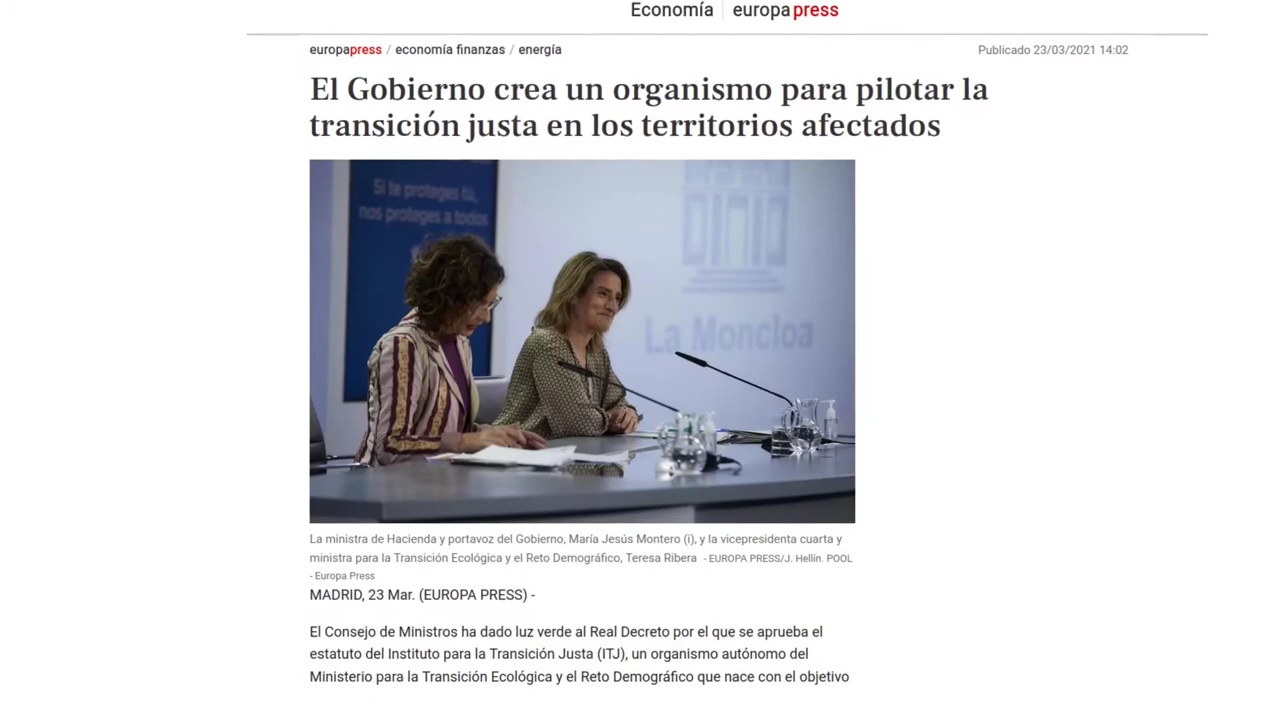 Economía europapress
europapress / economía finanzas / energía
Publicado 23/03/2021 14:02
El Gobierno crea un organismo para pilotar la
transición justa en los territorios afectados
Si te proteges tú,
nos proteges a todos
La Moncloa
La ministra de Hacienda y portavoz del Gobierno, María Jesús Montero (i), y la vicepresidenta cuarta y
ministra para la Transición Ecológica y el Reto Demográfico, Teresa Ribera - EUROPA PRESS/J. Hellín. POOL
- Europa Press
MADRID, 23 Mar. (EUROPA PRESS) -
El Consejo de Ministros ha dado luz verde al Real Decreto por el que se aprueba el
estatuto del Instituto para la Transición Justa (ITJ), un organismo autónomo del
Ministerio para la Transición Ecológica y el Reto Demográfico que nace con el objetivo